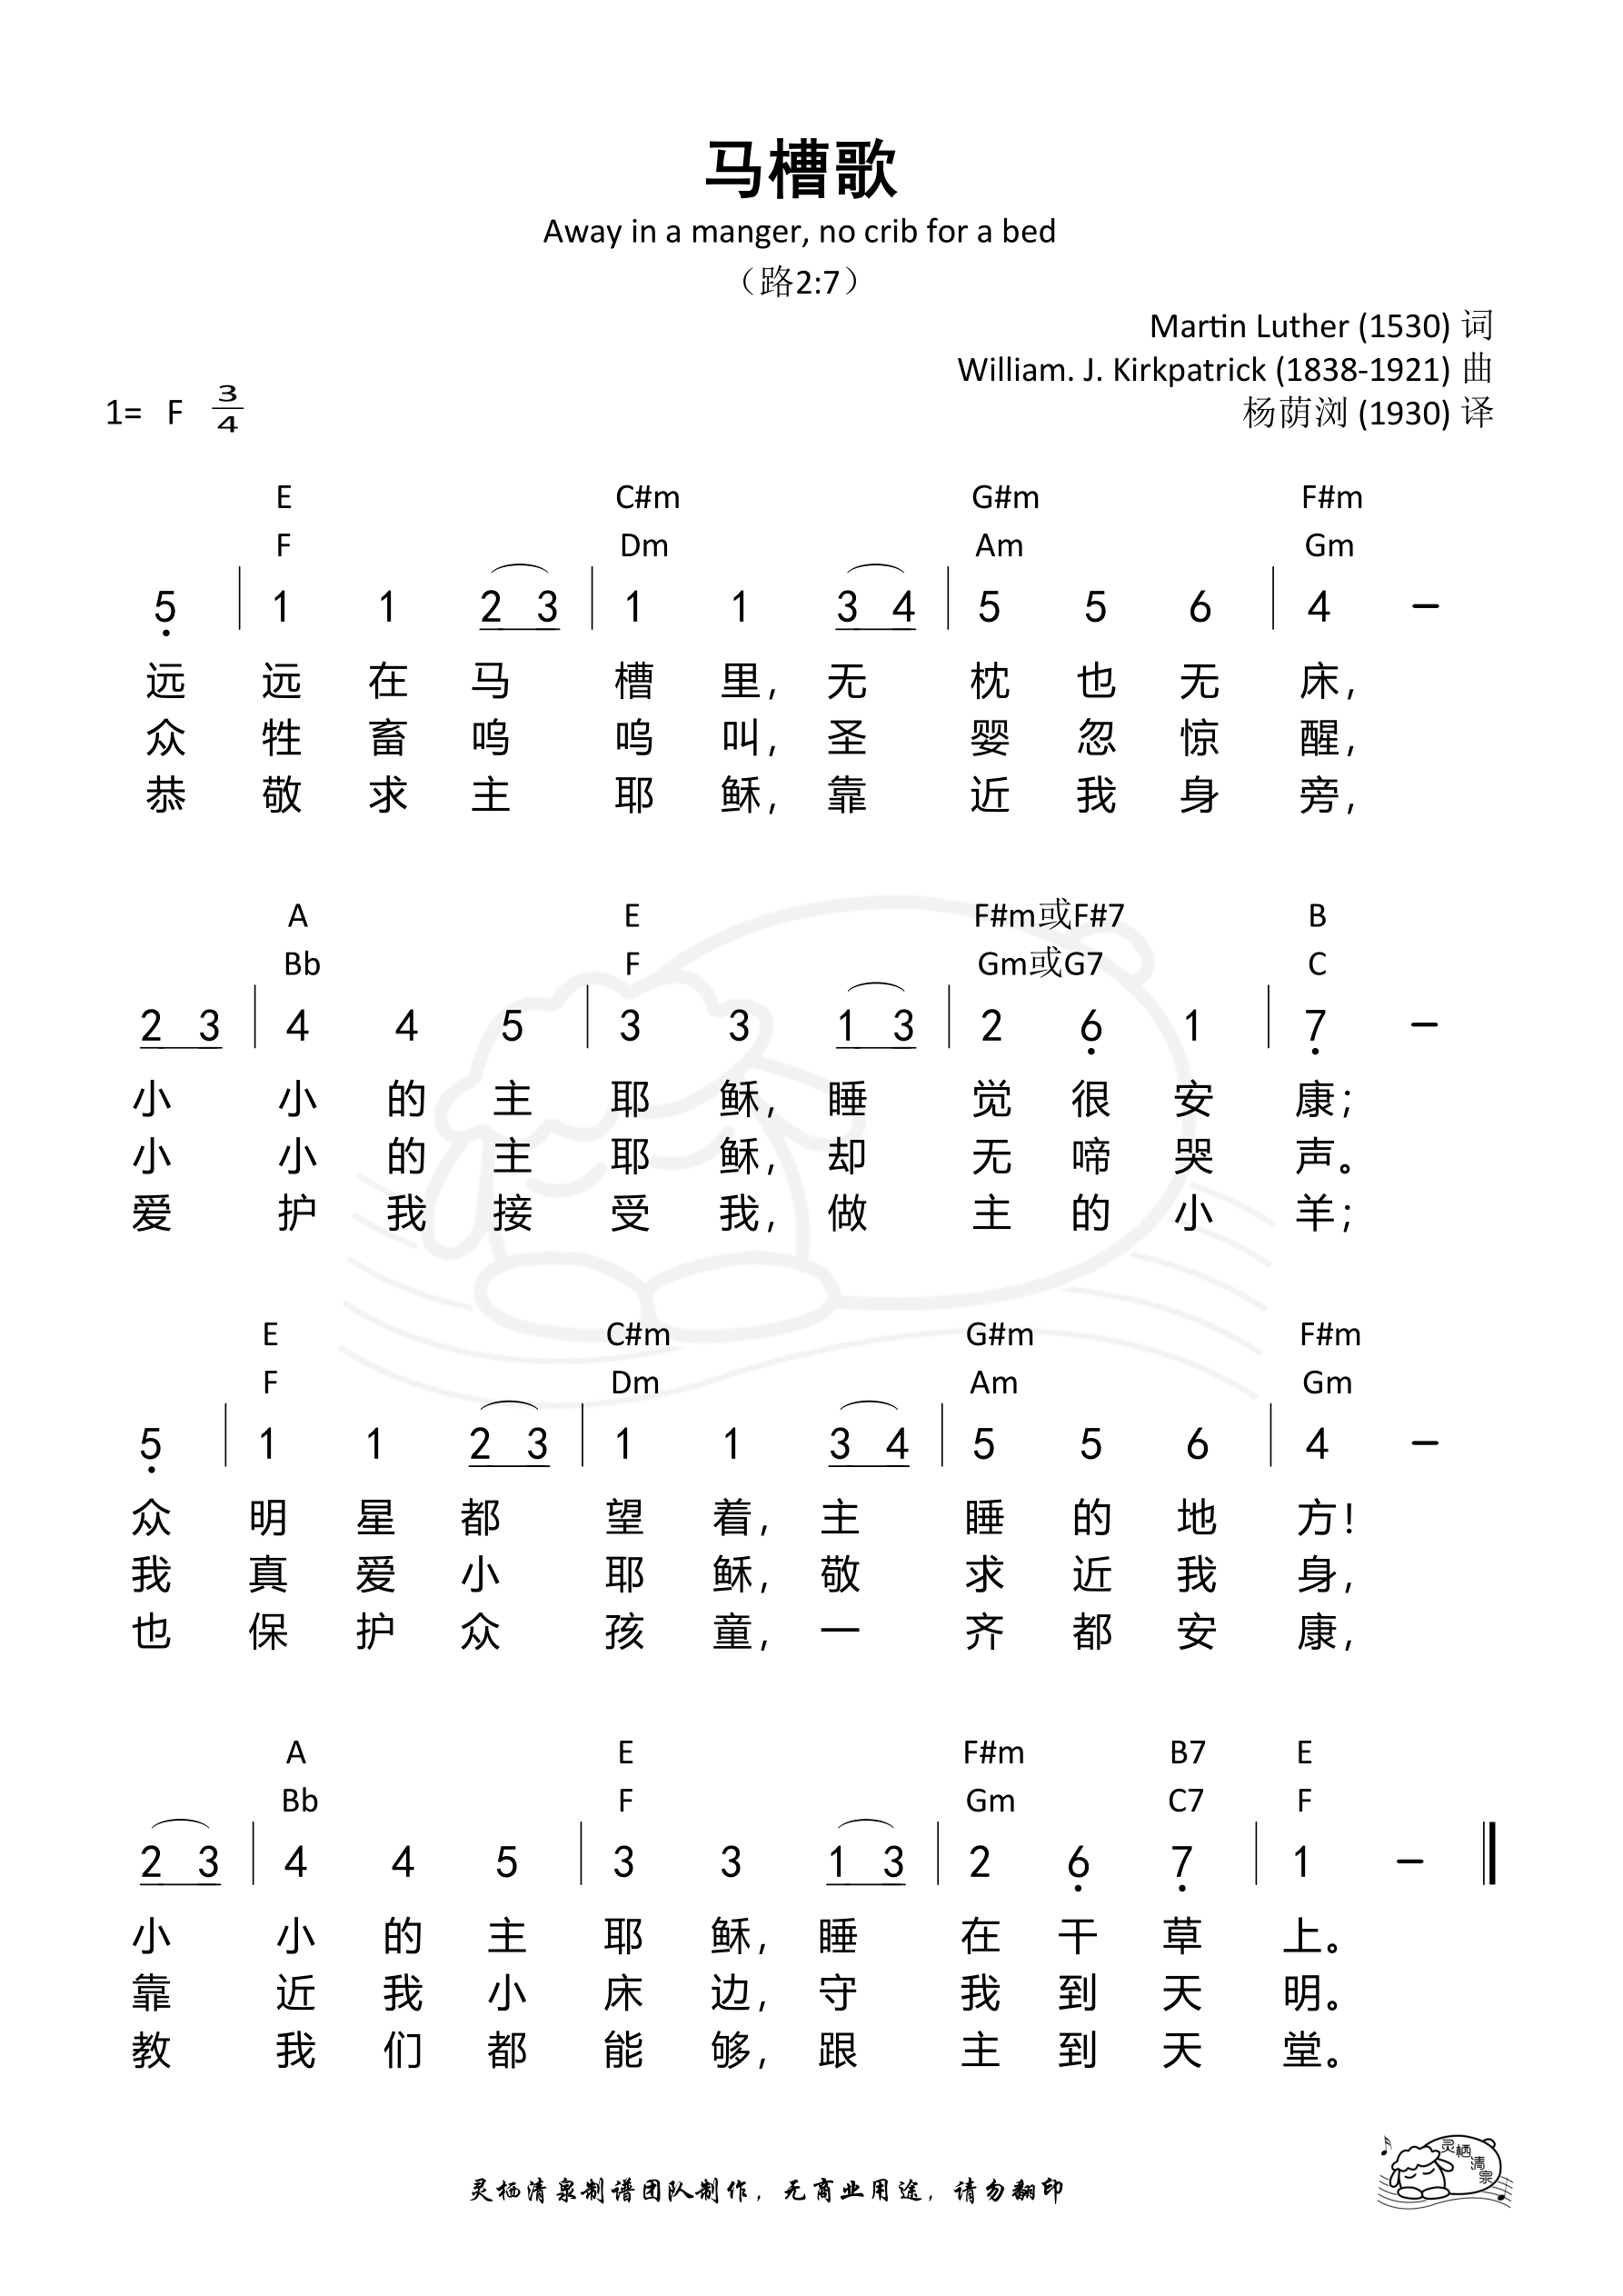 马槽歌
Away in a manger, no crib for a bed
（路2:7）
Martin Luther (1530) 词
William. J. Kirkpatrick (1838-1921) 曲
1= F 3/4
杨荫浏 (1930) 译
E C#m G#m F#m
F Dm Am Gm
5̣ | 1 1 2 3 | 1 1 3 4 | 5 5 6 | 4 –
远 远 在 马 槽 里, 无 枕 也 无 床,
众 牲 畜 呜 呜 叫, 圣 婴 忽 惊 醒,
恭 敬 求 主 耶 稣, 靠 近 我 身 旁,
A E F#m或F#7 B
Bb F Gm或G7 C
2 3 | 4 4 5 | 3 3 1 3 | 2 6̣ 1 | 7̣ –
小 小 的 主 耶 稣, 睡 觉 很 安 康;
小 小 的 主 耶 稣, 却 无 啼 哭 声。
爱 护 我 接 受 我, 做 主 的 小 羊;
E C#m G#m F#m
F Dm Am Gm
5̣ | 1 1 2 3 | 1 1 3 4 | 5 5 6 | 4 –
众 明 星 都 望 着, 主 睡 的 地 方!
我 真 爱 小 耶 稣, 敬 求 近 我 身,
也 保 护 众 孩 童, 一 齐 都 安 康,
A E F#m B7 E
Bb F Gm C7 F
2 3 | 4 4 5 | 3 3 1 3 | 2 6̣ 7̣ | 1 – ‖
小 小 的 主 耶 稣, 睡 在 干 草 上。
靠 近 我 小 床 边, 守 我 到 天 明。
教 我 们 都 能 够, 跟 主 到 天 堂。
灵栖清泉
灵栖清泉制谱团队制作，无商业用途，请勿翻印